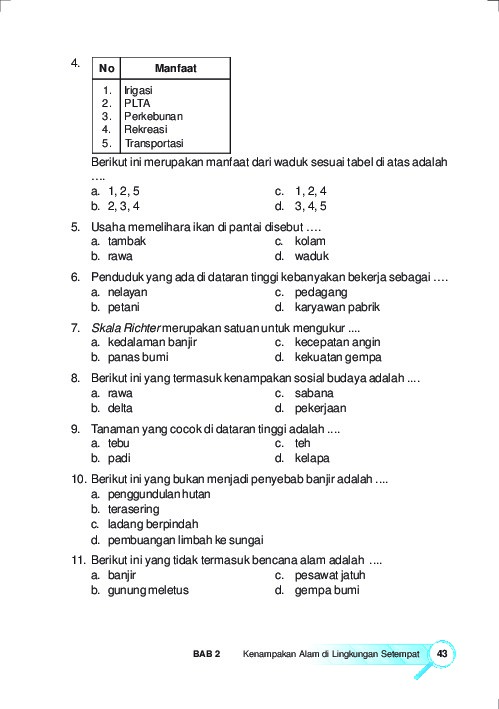 4.
No Manfaat
1. Irigasi
2. PLTA
3. Perkebunan
4. Rekreasi
5. Transportasi
Berikut ini merupakan manfaat dari waduk sesuai tabel di atas adalah
....
a. 1, 2, 5 c. 1, 2, 4
b. 2, 3, 4 d. 3, 4, 5
5. Usaha memelihara ikan di pantai disebut ....
a. tambak c. kolam
b. rawa d. waduk
6. Penduduk yang ada di dataran tinggi kebanyakan bekerja sebagai ....
a. nelayan c. pedagang
b. petani d. karyawan pabrik
7. Skala Richter merupakan satuan untuk mengukur ....
a. kedalaman banjir c. kecepatan angin
b. panas bumi d. kekuatan gempa
8. Berikut ini yang termasuk kenampakan sosial budaya adalah ....
a. rawa c. sabana
b. delta d. pekerjaan
9. Tanaman yang cocok di dataran tinggi adalah ....
a. tebu c. teh
b. padi d. kelapa
10. Berikut ini yang bukan menjadi penyebab banjir adalah ....
a. penggundulan hutan
b. terasering
c. ladang berpindah
d. pembuangan limbah ke sungai
11. Berikut ini yang tidak termasuk bencana alam adalah ....
a. banjir c. pesawat jatuh
b. gunung meletus d. gempa bumi
BAB 2 Kenampakan Alam di Lingkungan Setempat 43